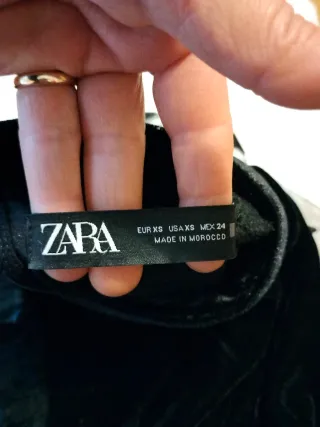 ZARA
EUR XS USA XS MEX 24
MADE IN MOROCCO